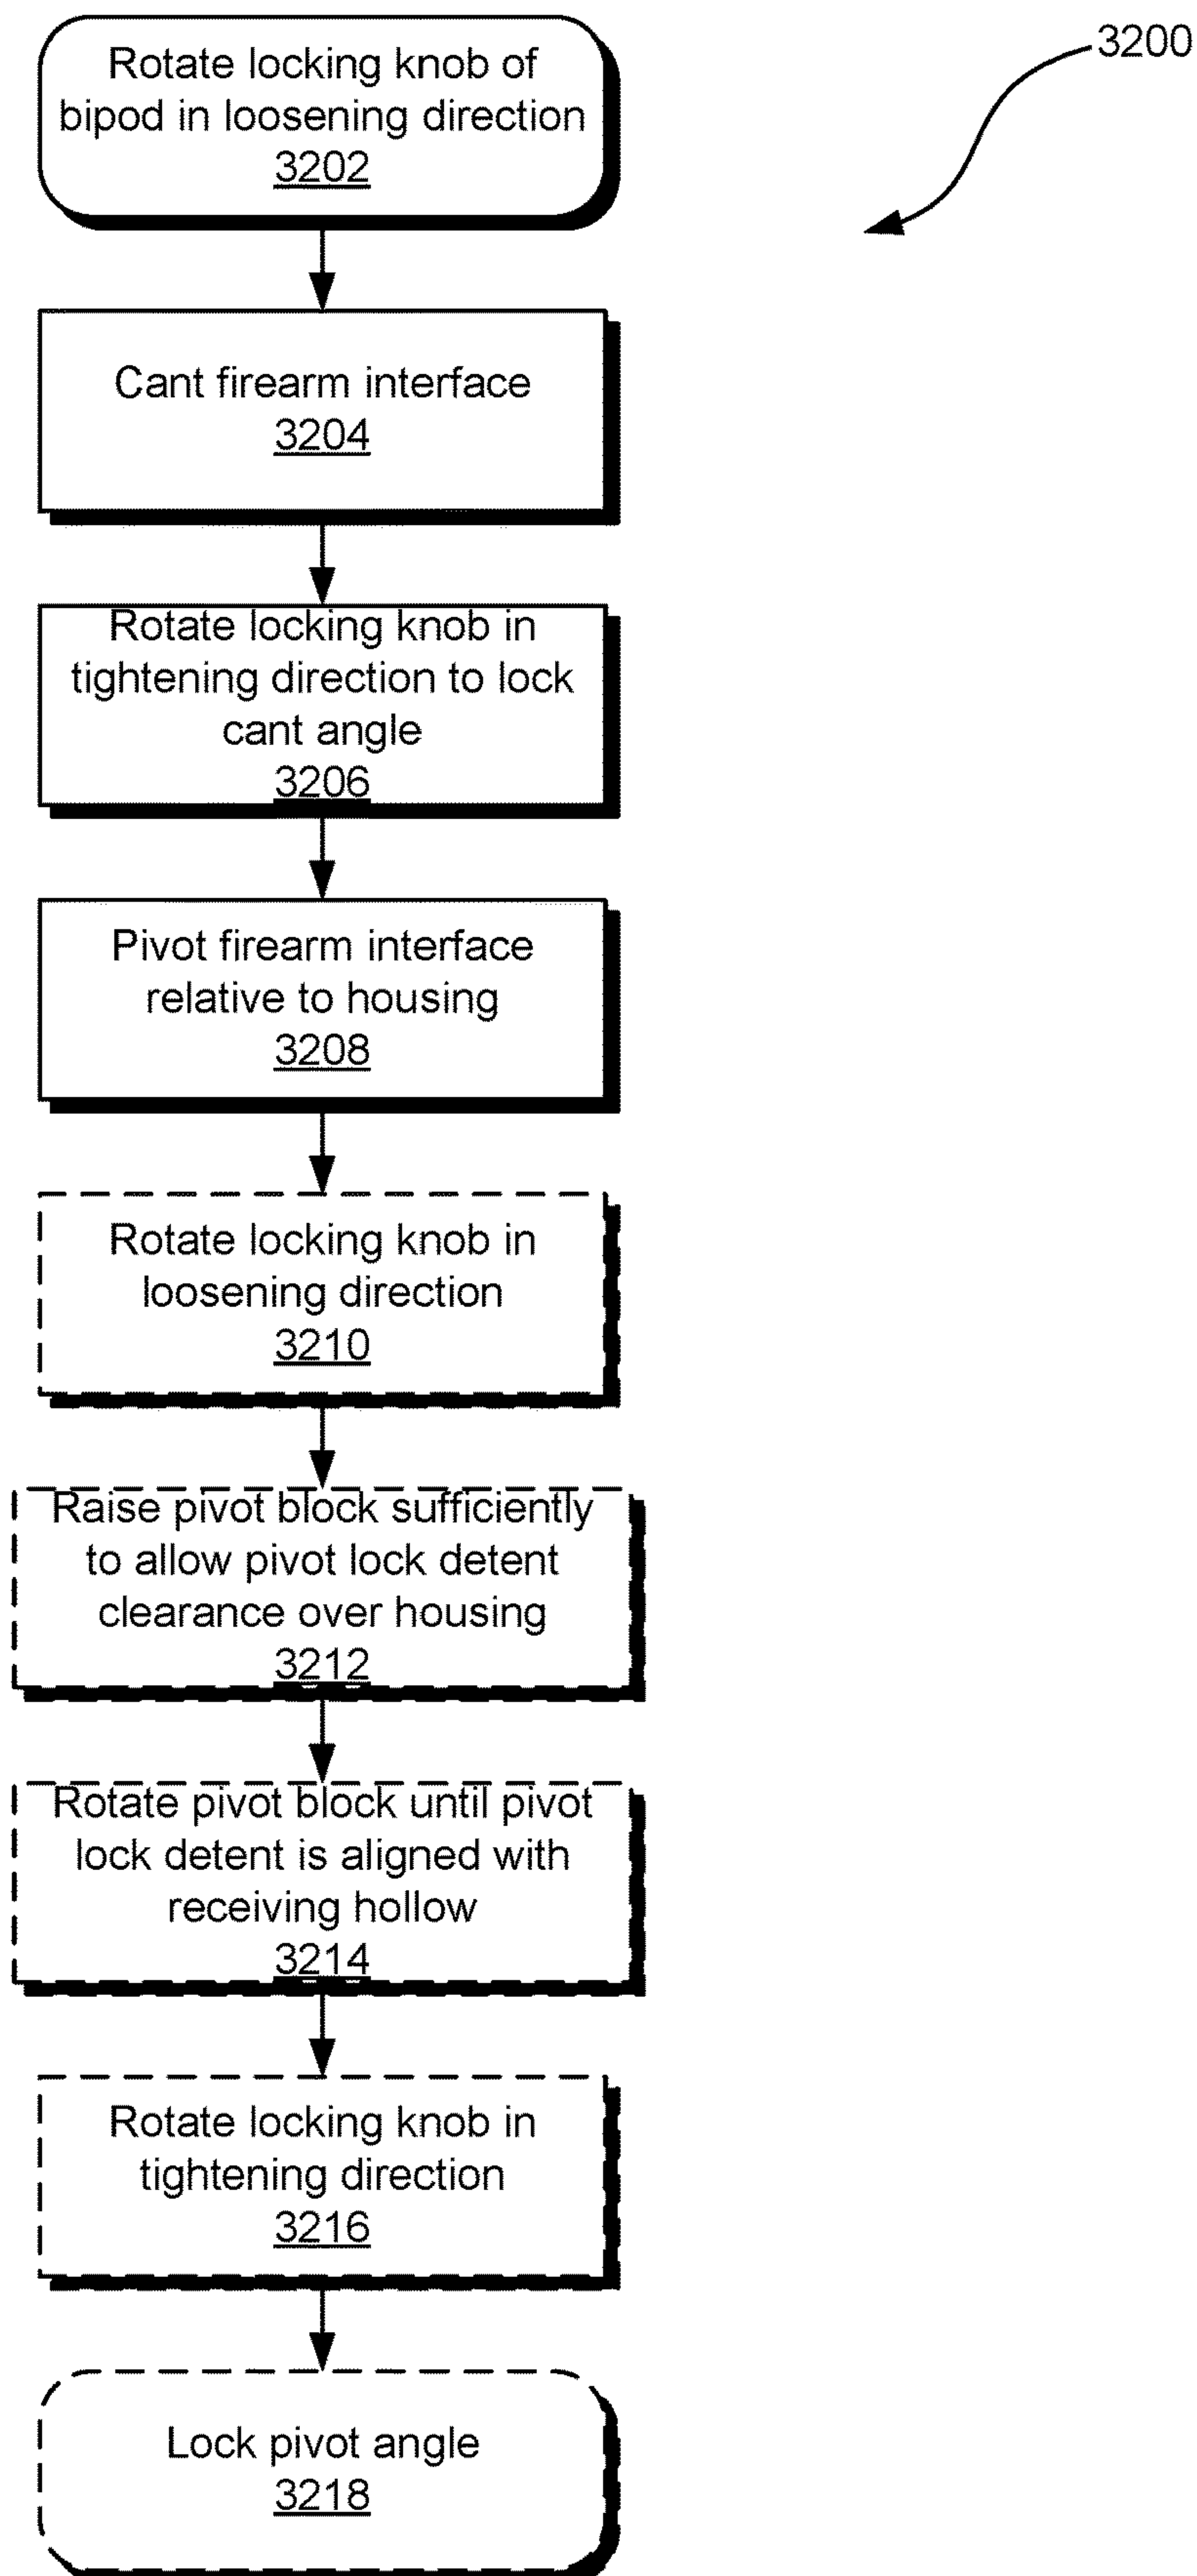 3200
Rotate locking knob of
bipod in loosening direction
3202
Cant firearm interface
3204
Rotate locking knob in
tightening direction to lock
cant angle
3206
Pivot firearm interface
relative to housing
3208
Rotate locking knob in
loosening direction
3210
Raise pivot block sufficiently
to allow pivot lock detent
clearance over housing
3212
Rotate pivot block until pivot
lock detent is aligned with
receiving hollow
3214
Rotate locking knob in
tightening direction
3216
Lock pivot angle
3218